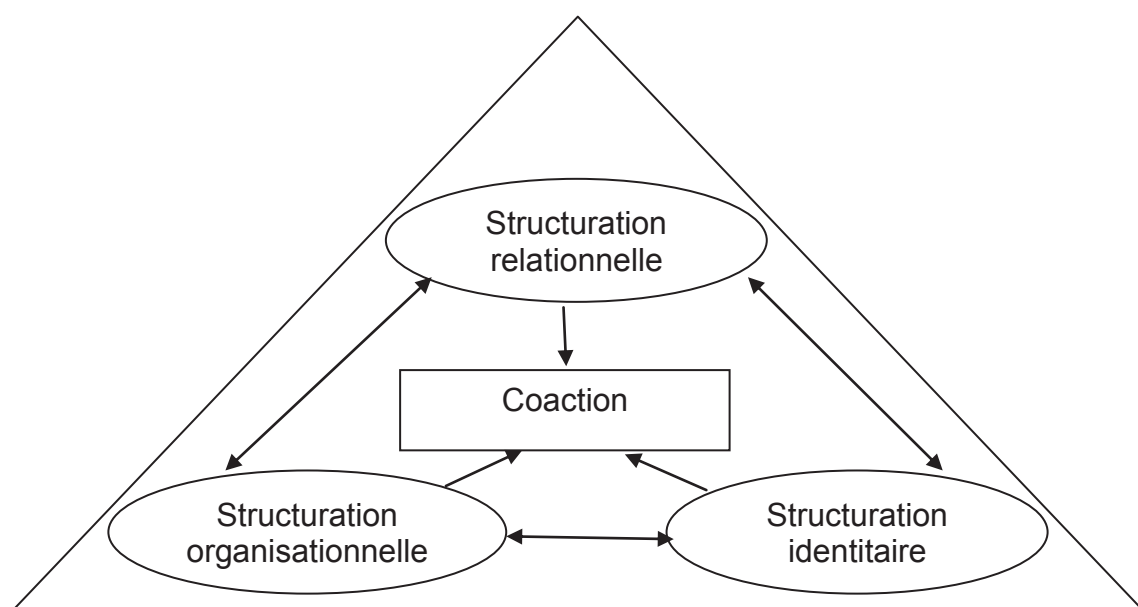 Structuration
relationnelle
Coaction
Structuration
organisationnelle
Structuration
identitaire